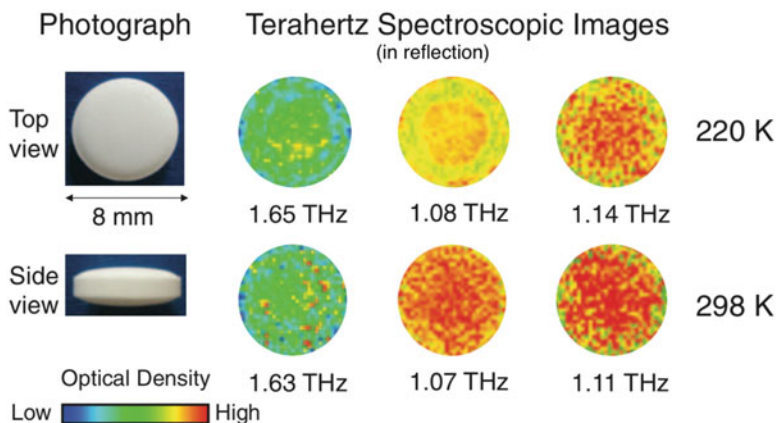 Photograph
Terahertz Spectroscopic Images
(in reflection)
Top
view
220 K
8 mm
1.65 THz
1.08 THz
1.14 THz
Side
view
298 K
Optical Density
Low
High
1.63 THz
1.07 THz
1.11 THz